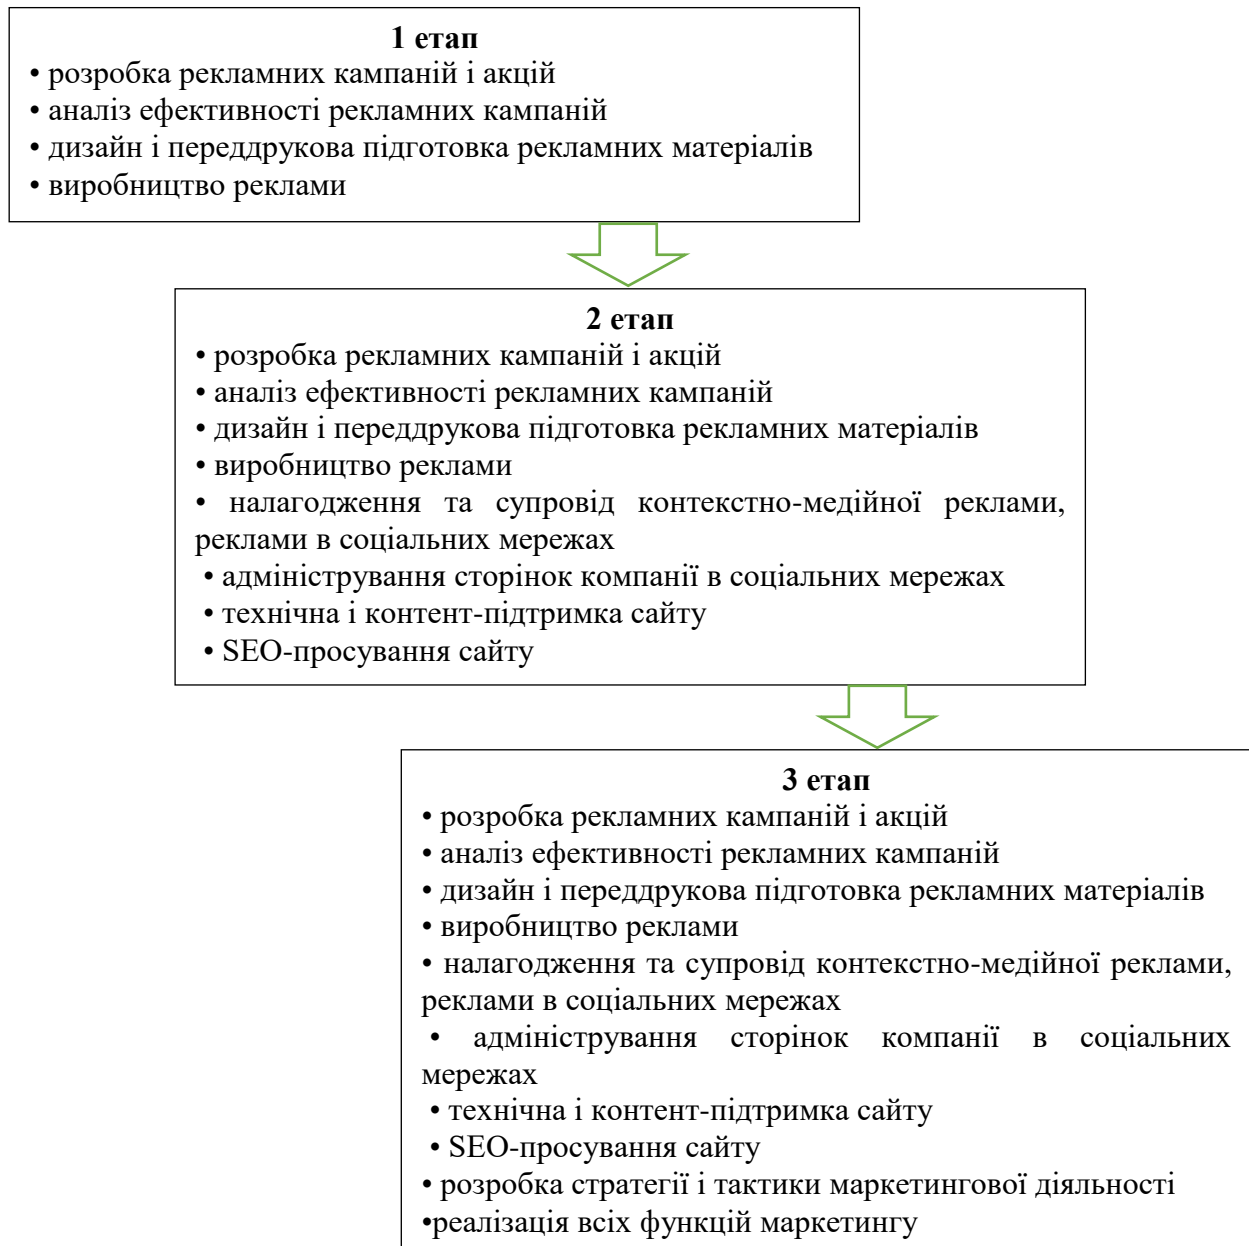 1 етап
• розробка рекламних кампаній і акцій
• аналіз ефективності рекламних кампаній
• дизайн і переддрукова підготовка рекламних матеріалів
• виробництво реклами
2 етап
• розробка рекламних кампаній і акцій
• аналіз ефективності рекламних кампаній
• дизайн і переддрукова підготовка рекламних матеріалів
• виробництво реклами
• налагодження та супровід контекстно-медійної реклами,
реклами в соціальних мережах
• адміністрування сторінок компанії в соціальних мережах
• технічна і контент-підтримка сайту
• SEO-просування сайту
3 етап
• розробка рекламних кампаній і акцій
• аналіз ефективності рекламних кампаній
• дизайн і переддрукова підготовка рекламних матеріалів
• виробництво реклами
• налагодження та супровід контекстно-медійної реклами,
реклами в соціальних мережах
• адміністрування сторінок компанії в соціальних
мережах
• технічна і контент-підтримка сайту
• SEO-просування сайту
• розробка стратегії і тактики маркетингової діяльності
•реалізація всіх функцій маркетингу